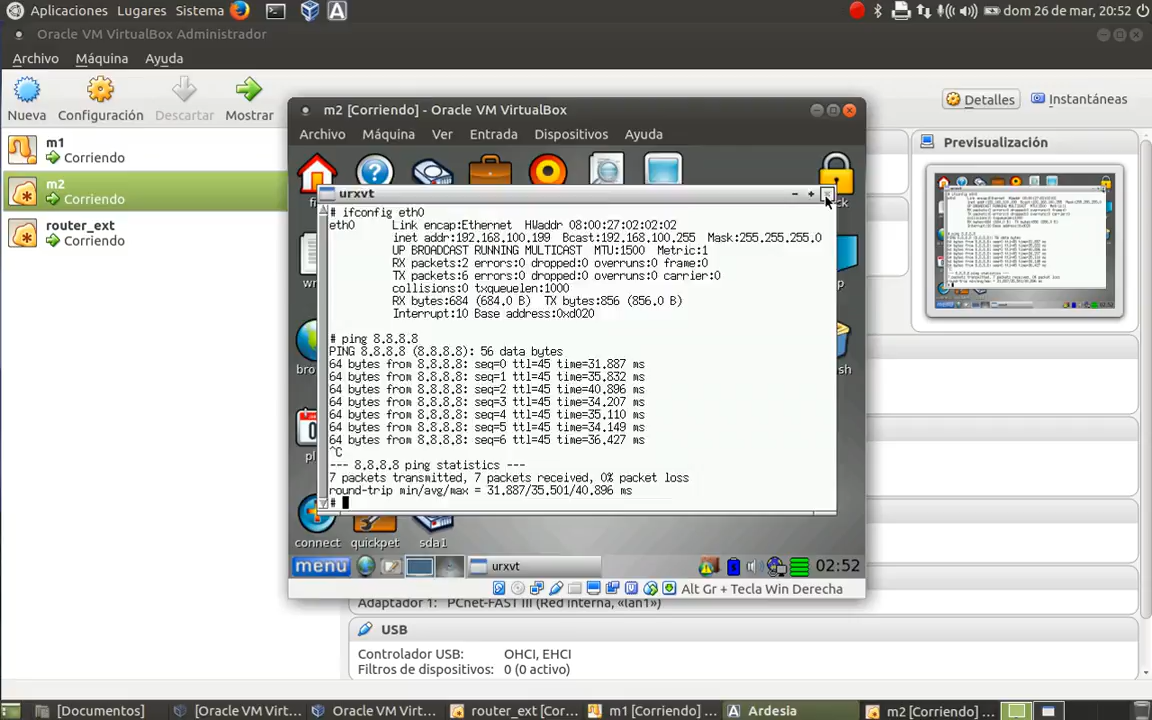 Aplicaciones Lugares Sistema
dom 26 de mar, 20:52
Oracle VM VirtualBox Administrador
Archivo Máquina Ayuda
Nueva Configuración Descartar Mostrar
Detalles Instantáneas
m1
Corriendo
m2
Corriendo
router_ext
Corriendo
Previsualización
m2 [Corriendo] - Oracle VM VirtualBox
Archivo Máquina Ver Entrada Dispositivos Ayuda
urxvt
# ifconfig eth0
eth0 Link encap:Ethernet HWaddr 08:00:27:02:02:02
inet addr:192.168.100.199 Bcast:192.168.100.255 Mask:255.255.255.0
UP BROADCAST RUNNING MULTICAST MTU:1500 Metric:1
RX packets:2 errors:0 dropped:0 overruns:0 frame:0
TX packets:6 errors:0 dropped:0 overruns:0 carrier:0
collisions:0 txqueuelen:1000
RX bytes:684 (684.0 B) TX bytes:856 (856.0 B)
Interrupt:10 Base address:0xd020
# ping 8.8.8.8
PING 8.8.8.8 (8.8.8.8): 56 data bytes
64 bytes from 8.8.8.8: seq=0 ttl=45 time=31.887 ms
64 bytes from 8.8.8.8: seq=1 ttl=45 time=35.832 ms
64 bytes from 8.8.8.8: seq=2 ttl=45 time=40.896 ms
64 bytes from 8.8.8.8: seq=3 ttl=45 time=34.207 ms
64 bytes from 8.8.8.8: seq=4 ttl=45 time=35.110 ms
64 bytes from 8.8.8.8: seq=5 ttl=45 time=34.149 ms
64 bytes from 8.8.8.8: seq=6 ttl=45 time=36.427 ms
^C
--- 8.8.8.8 ping statistics ---
7 packets transmitted, 7 packets received, 0% packet loss
round-trip min/avg/max = 31.887/35.501/40.896 ms
#
connect quickpet sda1
menu urxvt 02:52
Alt Gr + Tecla Win Derecha
Adaptador 1: PCnet-FAST III (Red interna, «lan1»)
USB
Controlador USB: OHCI, EHCI
Filtros de dispositivos: 0 (0 activo)
[Documentos] [Oracle VM Virt... Oracle VM Virt... router_ext [Cor... m1 [Corriendo] ... Ardesia m2 [Corriendo] ...